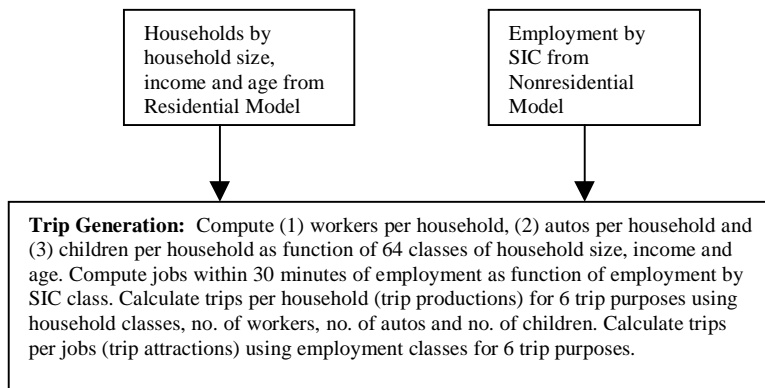 Households by
household size,
income and age from
Residential Model
Employment by
SIC from
Nonresidential
Model
Trip Generation: Compute (1) workers per household, (2) autos per household and
(3) children per household as function of 64 classes of household size, income and
age. Compute jobs within 30 minutes of employment as function of employment by
SIC class. Calculate trips per household (trip productions) for 6 trip purposes using
household classes, no. of workers, no. of autos and no. of children. Calculate trips
per jobs (trip attractions) using employment classes for 6 trip purposes.